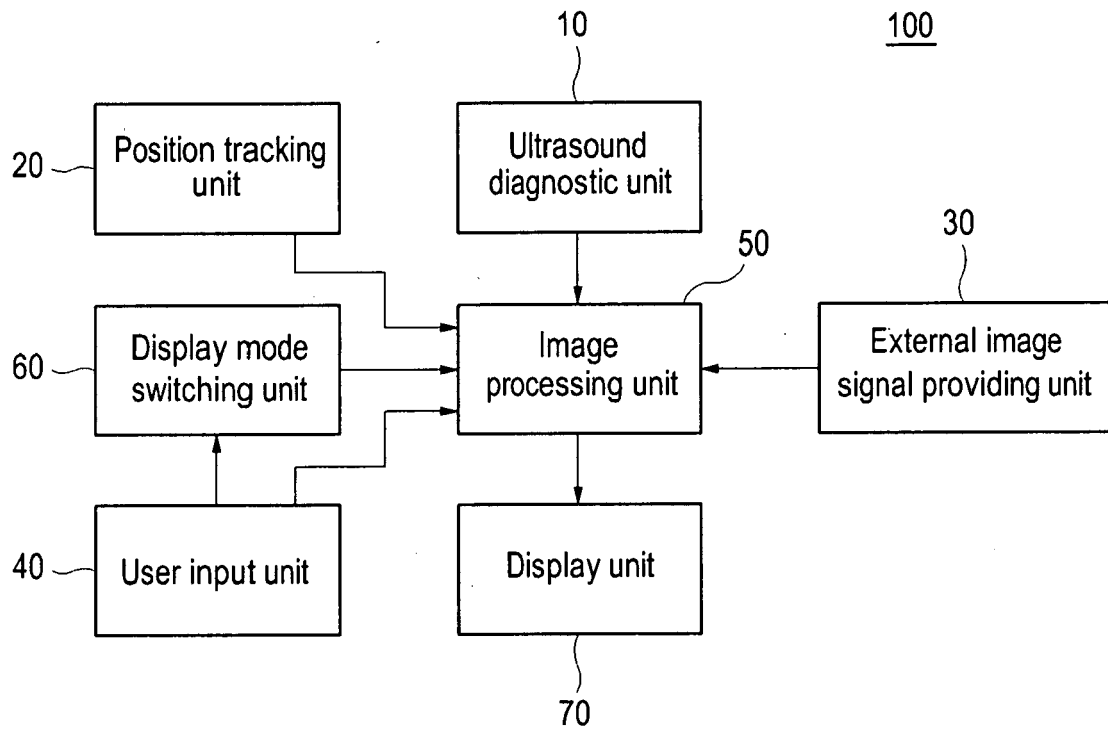 10
100
20
Position tracking
unit
Ultrasound
diagnostic unit
50
30
60
Display mode
switching unit
Image
processing unit
External image
signal providing unit
40
User input unit
Display unit
70